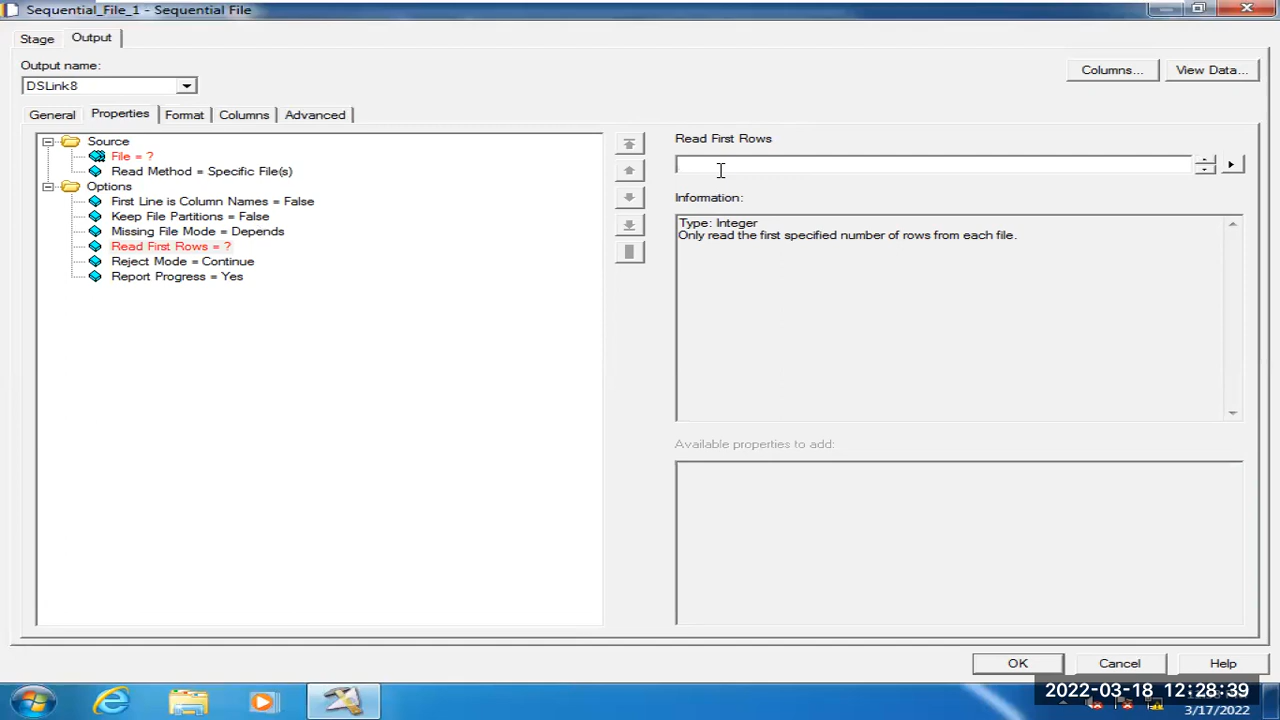 Sequential_File_1 - Sequential File
Stage
Output
Output name:
DSLink8
Columns...
View Data...
General
Properties
Format
Columns
Advanced
Source
File = ?
Read Method = Specific File(s)
Options
First Line is Column Names = False
Keep File Partitions = False
Missing File Mode = Depends
Read First Rows = ?
Reject Mode = Continue
Report Progress = Yes
Read First Rows
Information:
Type: Integer
Only read the first specified number of rows from each file.
Available properties to add:
OK
Cancel
Help
2022-03-18 12:28:39
3/17/2022